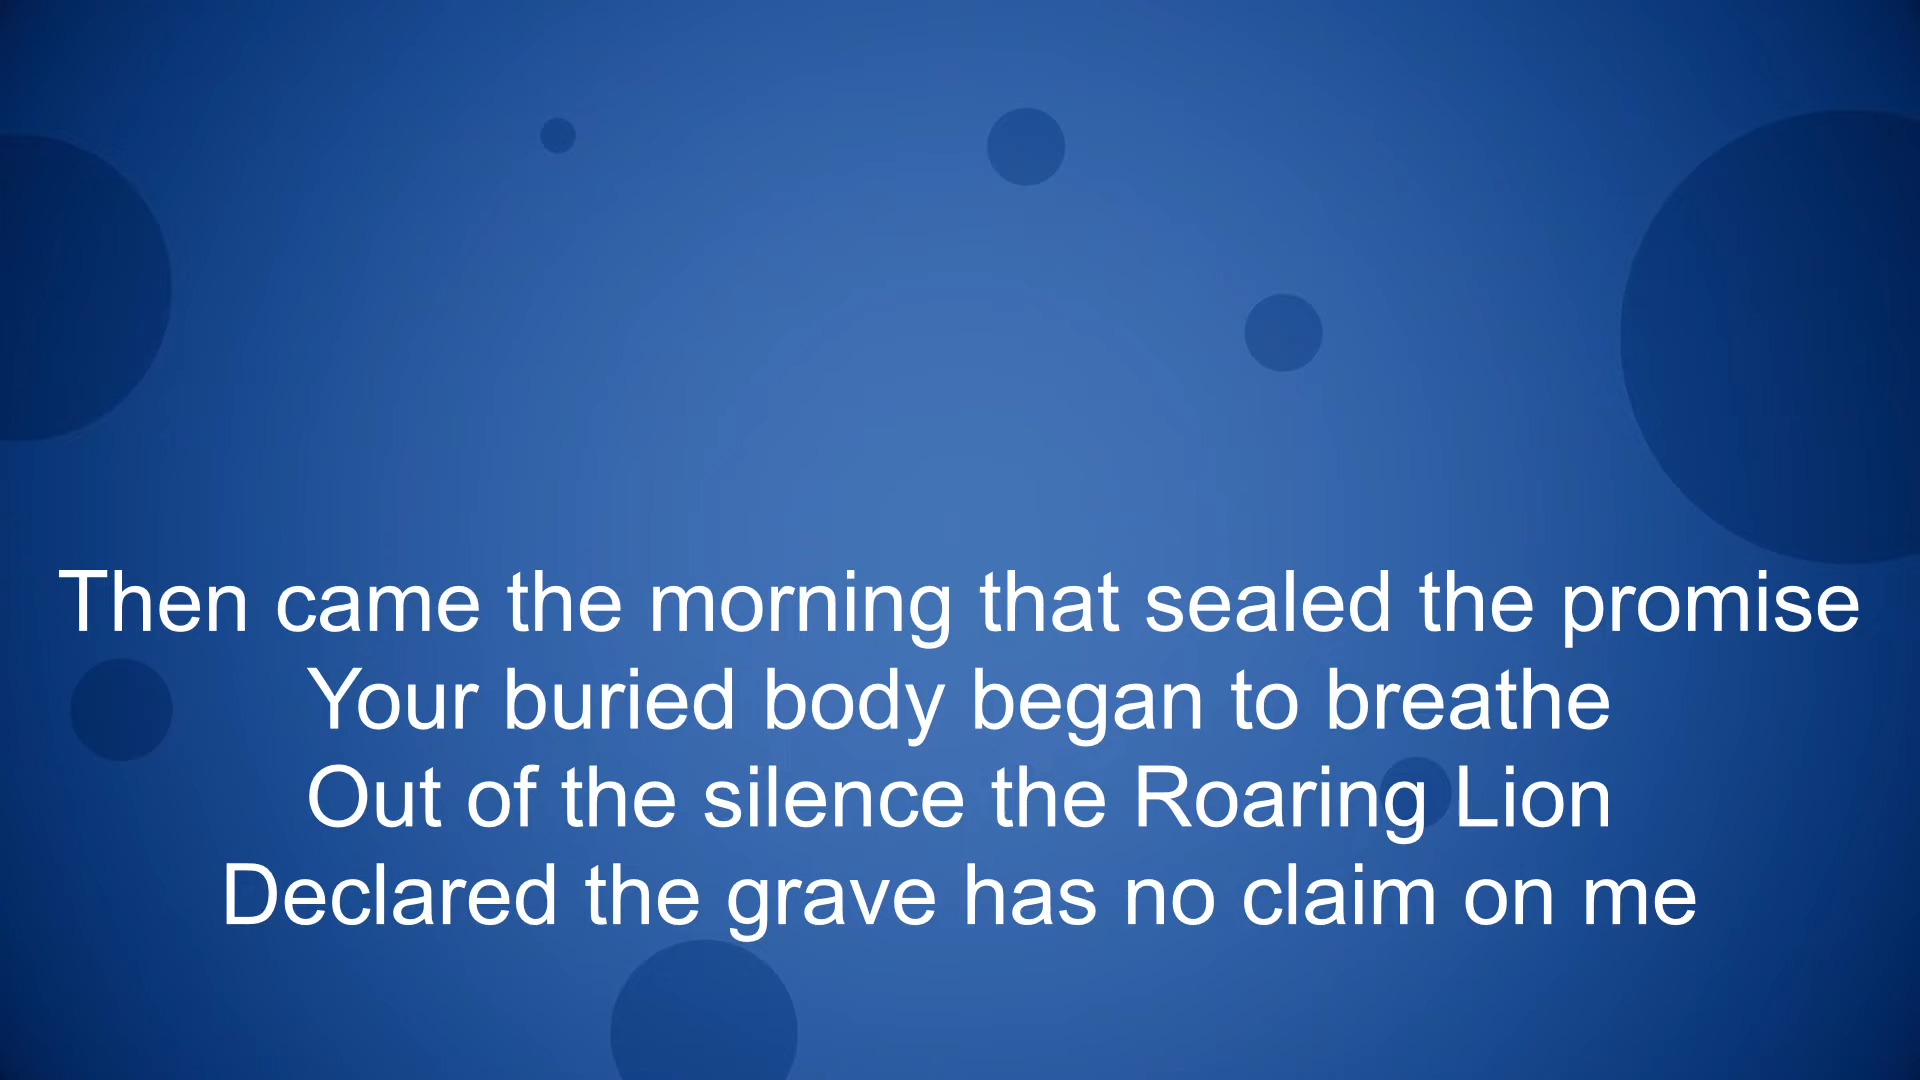 Then came the morning that sealed the promise
Your buried body began to breathe
Out of the silence the Roaring Lion
Declared the grave has no claim on me